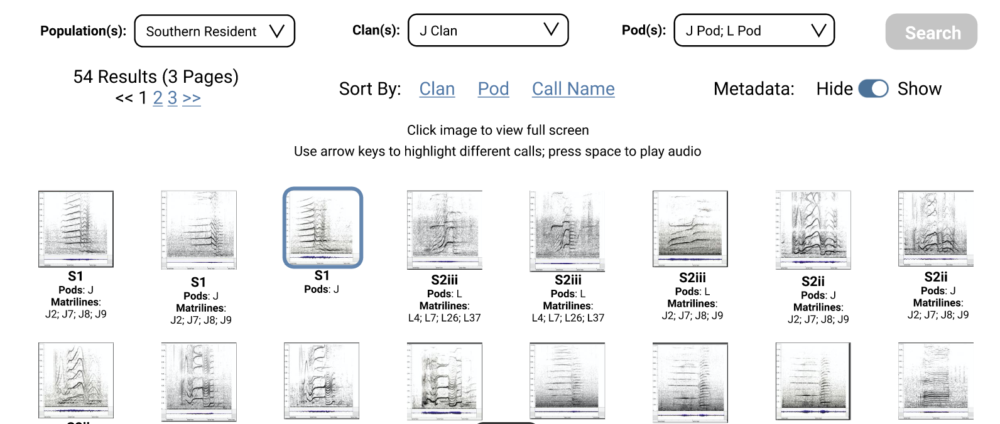 Population(s): Southern Resident Clan(s): J Clan Pod(s): J Pod; L Pod Search
54 Results (3 Pages)
<< 1 2 3 >>
Sort By: Clan Pod Call Name
Metadata: Hide Show
Click image to view full screen
Use arrow keys to highlight different calls; press space to play audio
S1
Pods: J
Matrilines:
J2; J7; J8; J9
S1
Pods: J
Matrilines:
J2; J7; J8; J9
S1
Pods: J
S2iii
Pods: L
Matrilines:
L4; L7; L26; L37
S2iii
Pods: L
Matrilines:
L4; L7; L26; L37
S2iii
Pods: L
Matrilines:
J2; J7; J8; J9
S2ii
Pods: J
Matrilines:
J2; J7; J8; J9
S2ii
Pods: J
Matrilines:
J2; J7; J8; J9